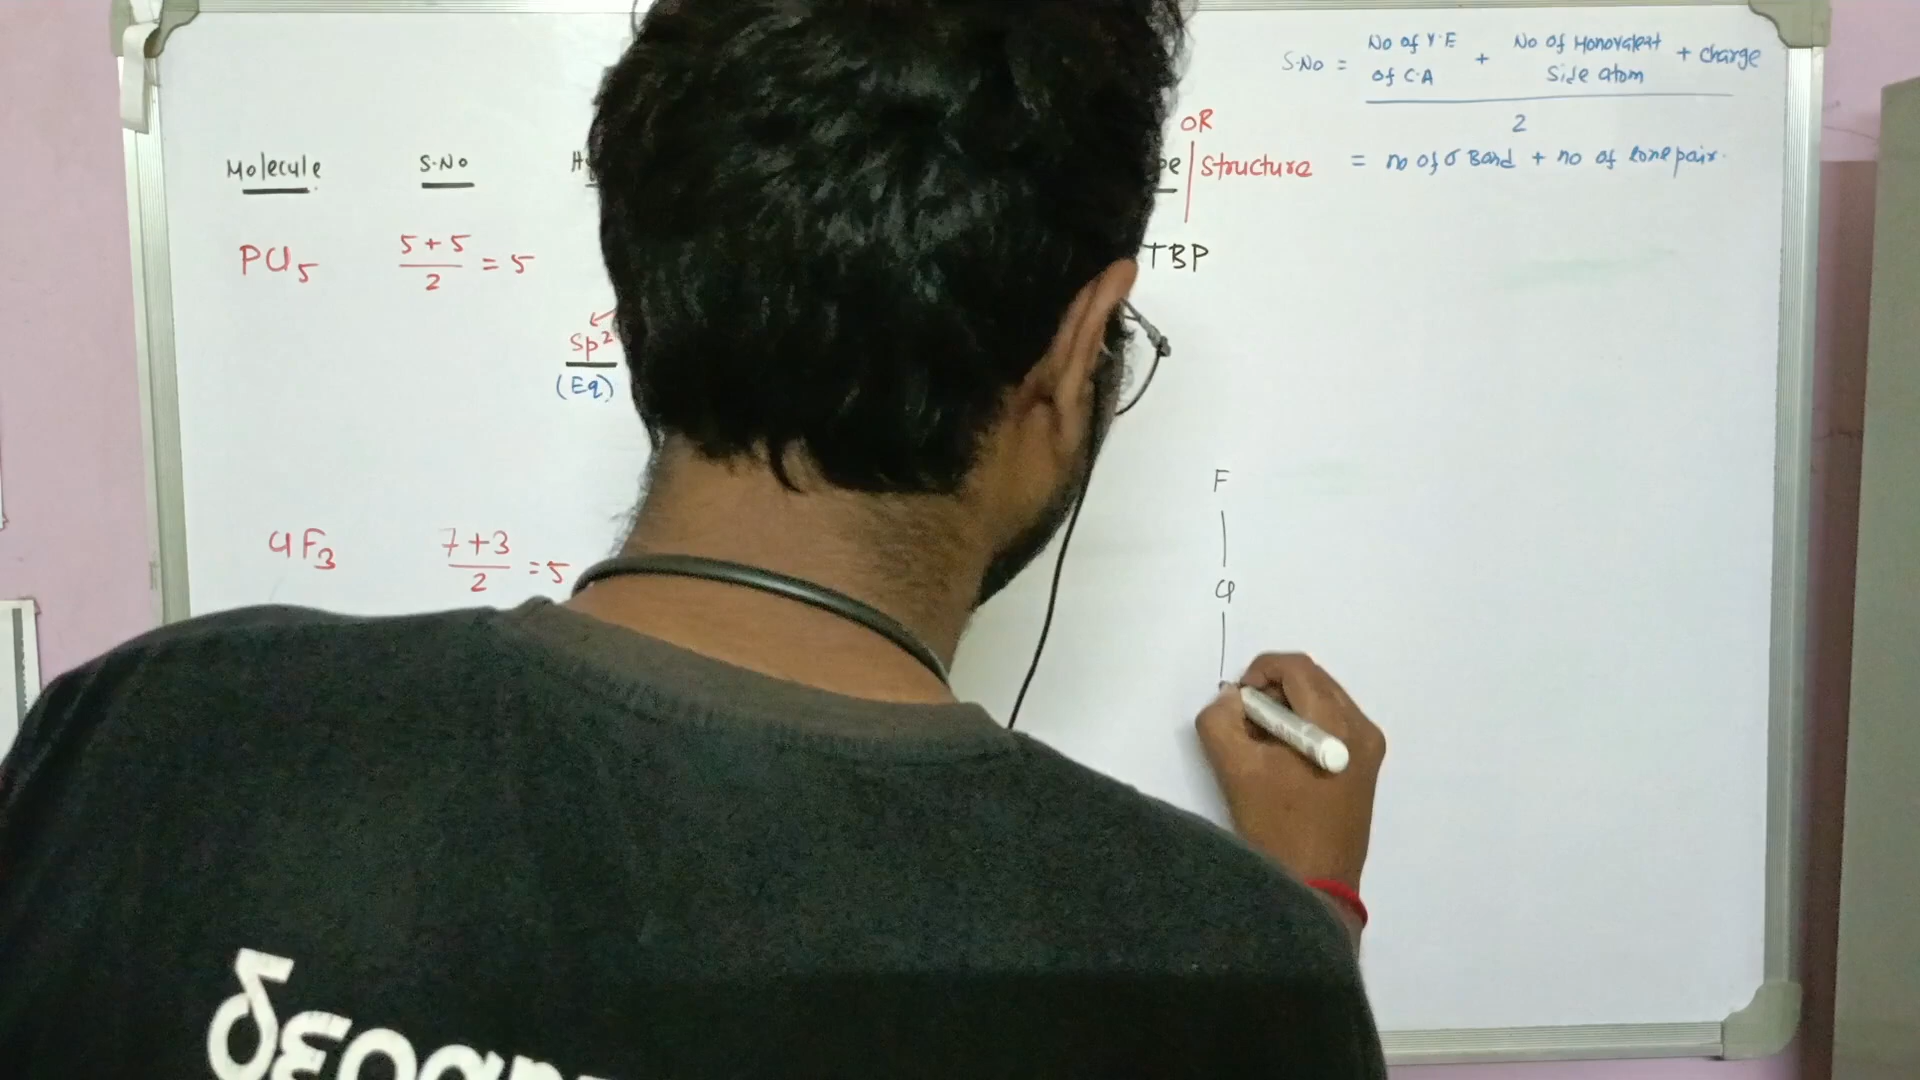 S.No = No of V.E of C.A + No of Monovalent Side atom + charge
2
= no of σ Bond + no of lone pair.
OR
Molecule S.No Structure
PCl5 5+5/2 = 5 TBP
Sp2
(Eq)
F
ClF3 7+3/2 = 5
Cl